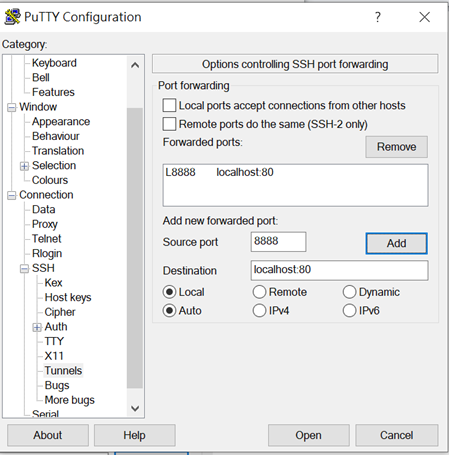 PuTTY Configuration
?
Category:
Keyboard
Bell
Features
Window
Appearance
Behaviour
Translation
Selection
Colours
Connection
Data
Proxy
Telnet
Rlogin
SSH
Kex
Host keys
Cipher
Auth
TTY
X11
Tunnels
Bugs
More bugs
Serial
Options controlling SSH port forwarding
Port forwarding
Local ports accept connections from other hosts
Remote ports do the same (SSH-2 only)
Forwarded ports:
Remove
L8888 localhost:80
Add new forwarded port:
Source port 8888 Add
Destination localhost:80
Local Remote Dynamic
Auto IPv4 IPv6
About Help Open Cancel